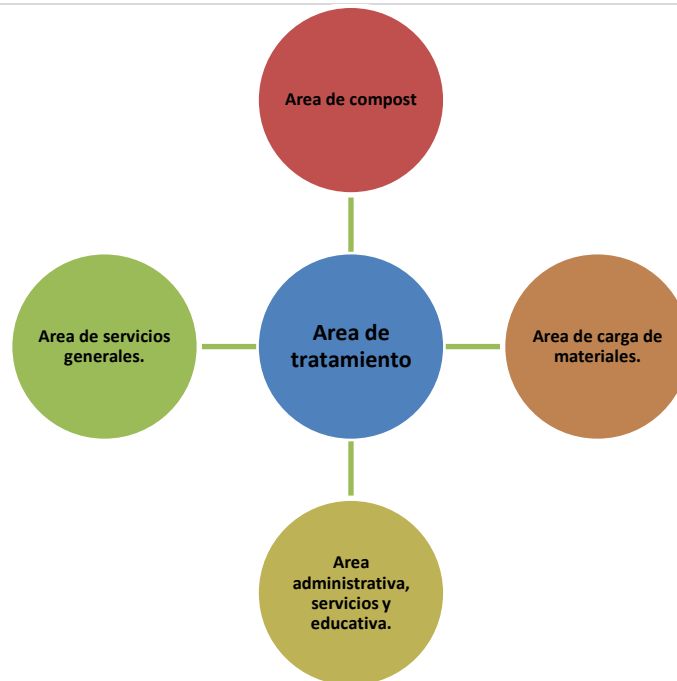 Area de compost
Area de servicios
generales.
Area de
tratamiento
Area de carga de
materiales.
Area
administrativa,
servicios y
educativa.